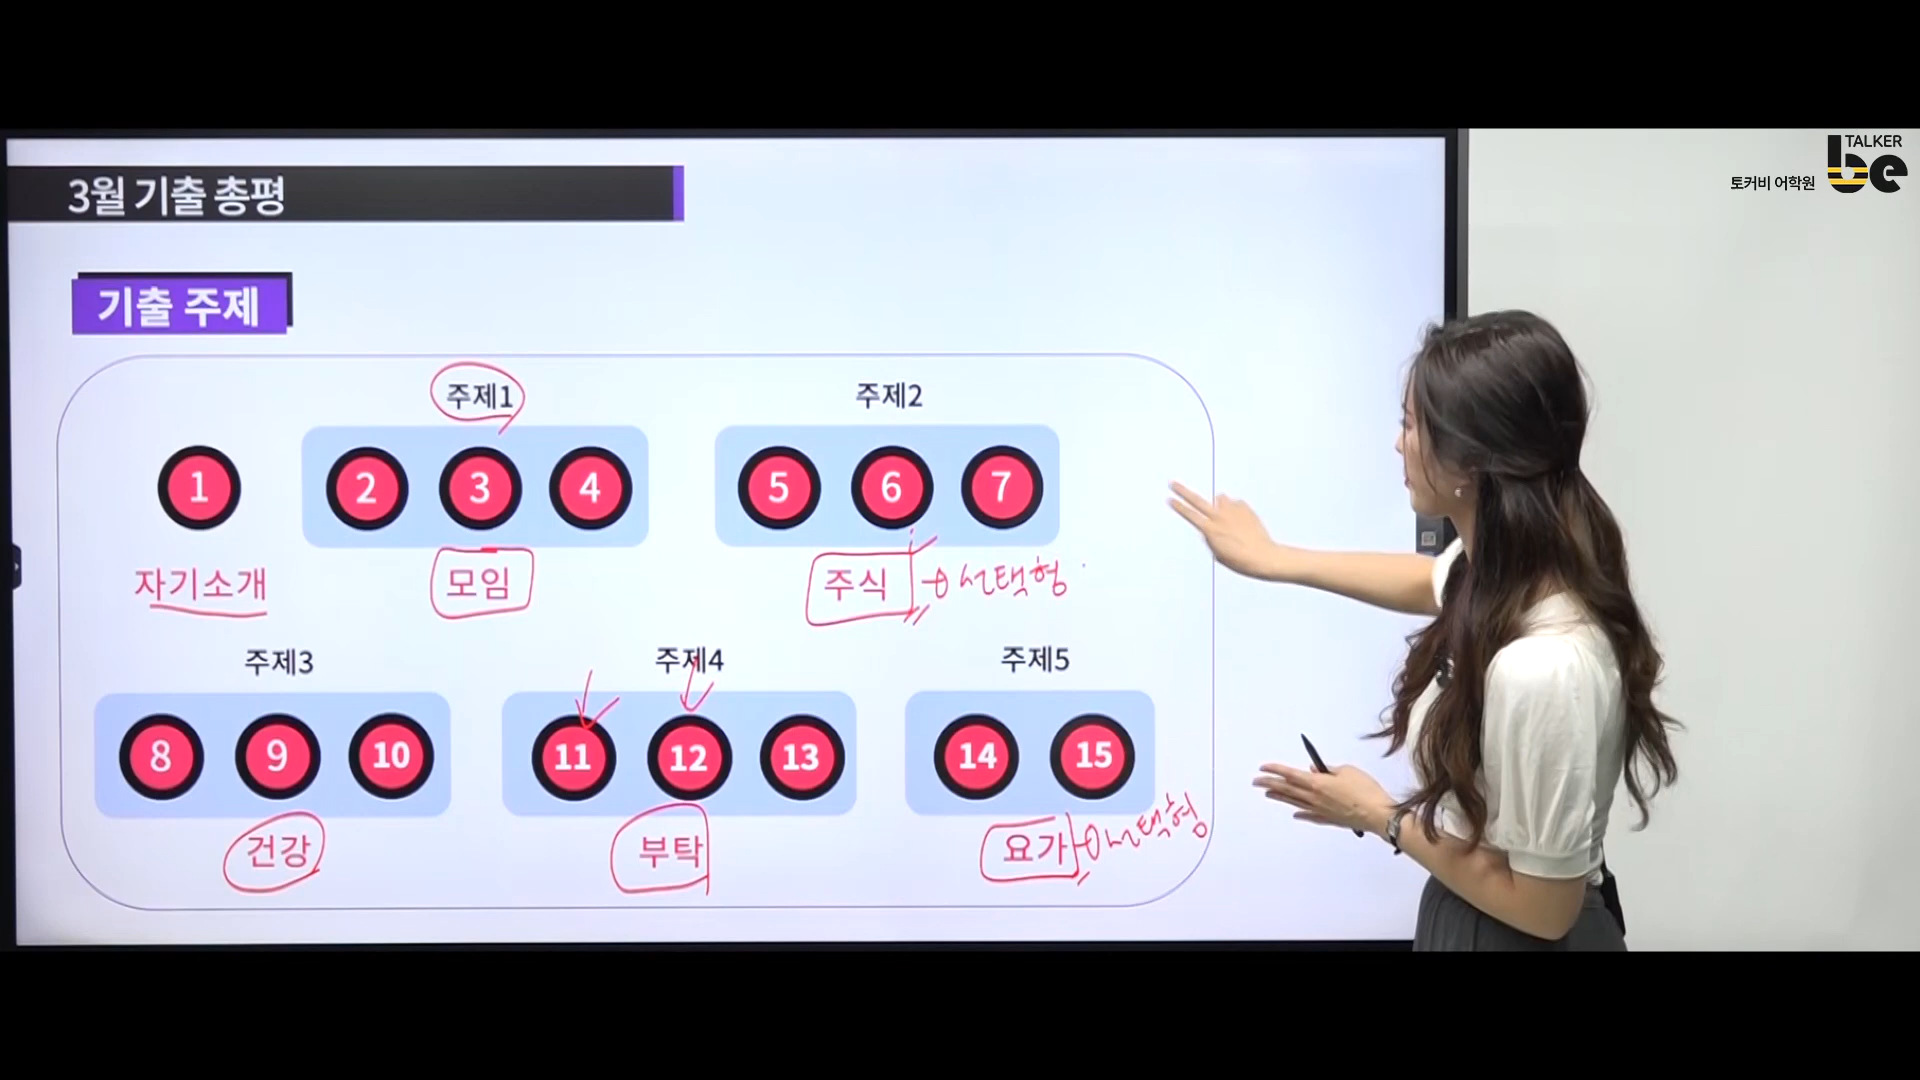 TALKER
be
토커비 어학원
3월 기출 총평
기출 주제
주제1
주제2
1
2 3 4
5 6 7
자기소개
모임
주식 선택형
주제3
주제4
주제5
8 9 10
11 12 13
14 15
건강
부탁
요가 선택형